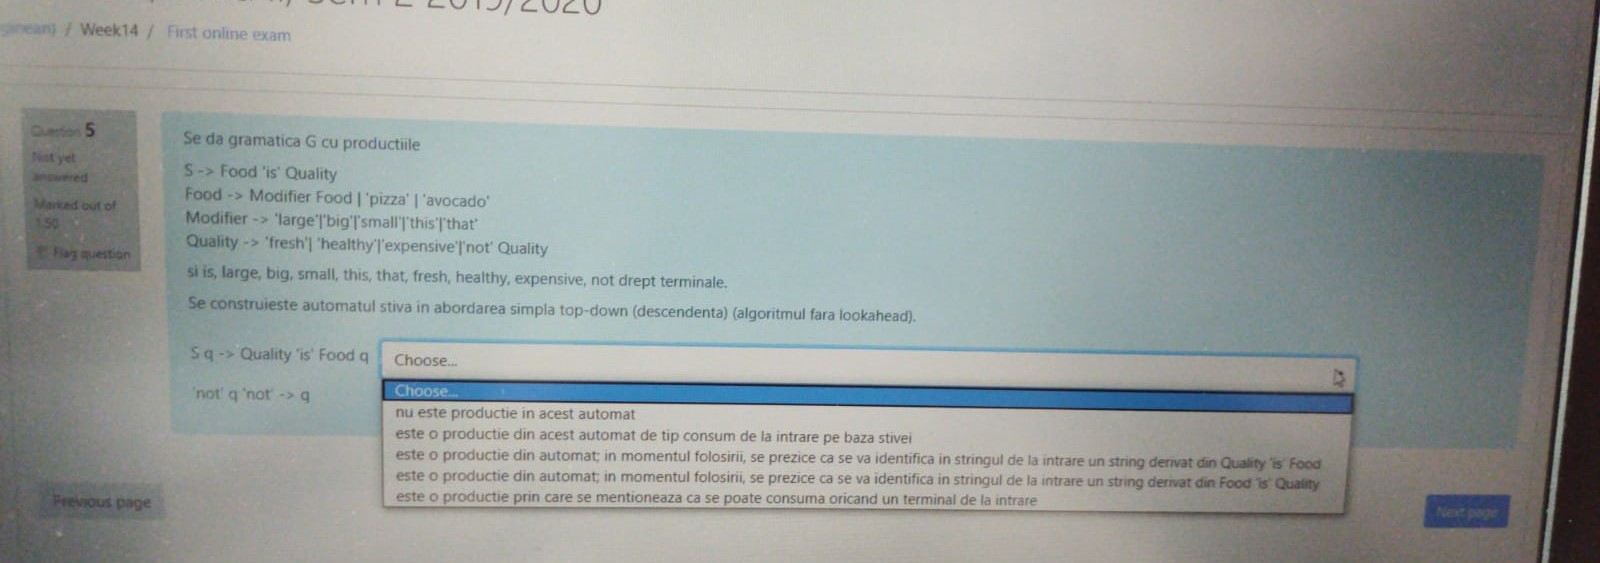 2 2019/2020
/ Week14 / First online exam
Question 5
Not yet
answered
Marked out of
1.50
Flag question
Se da gramatica G cu productiile
S -> Food 'is' Quality
Food -> Modifier Food | 'pizza' | 'avocado'
Modifier -> 'large'|'big'|'small'|'this'|'that'
Quality -> 'fresh'| 'healthy'|'expensive'|'not' Quality
si is, large, big, small, this, that, fresh, healthy, expensive, not drept terminale.
Se construieste automatul stiva in abordarea simpla top-down (descendenta) (algoritmul fara lookahead).
S q -> Quality 'is' Food q
Choose...
'not' q 'not' -> q
Choose...
nu este productie in acest automat
este o productie din acest automat de tip consum de la intrare pe baza stivei
este o productie din automat; in momentul folosirii, se prezice ca se va identifica in stringul de la intrare un string derivat din Quality 'is' Food
este o productie din automat; in momentul folosirii, se prezice ca se va identifica in stringul de la intrare un string derivat din Food 'is' Quality
este o productie prin care se mentioneaza ca se poate consuma oricand un terminal de la intrare
Previous page
Next page